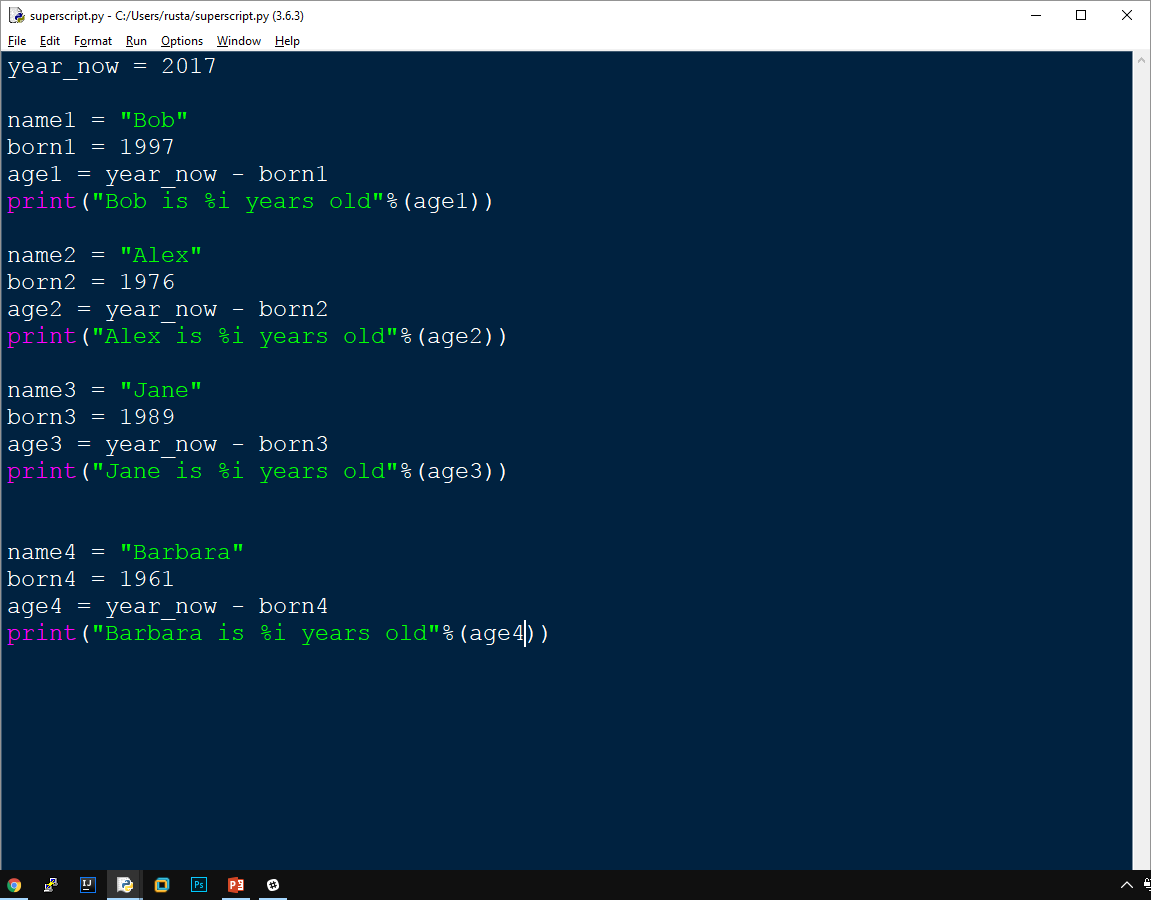 superscript.py - C:/Users/rusta/superscript.py (3.6.3)
File Edit Format Run Options Window Help
year_now = 2017
name1 = "Bob"
born1 = 1997
age1 = year_now - born1
print("Bob is %i years old"%(age1))
name2 = "Alex"
born2 = 1976
age2 = year_now - born2
print("Alex is %i years old"%(age2))
name3 = "Jane"
born3 = 1989
age3 = year_now - born3
print("Jane is %i years old"%(age3))
name4 = "Barbara"
born4 = 1961
age4 = year_now - born4
print("Barbara is %i years old"%(age4))
IJ Ps P